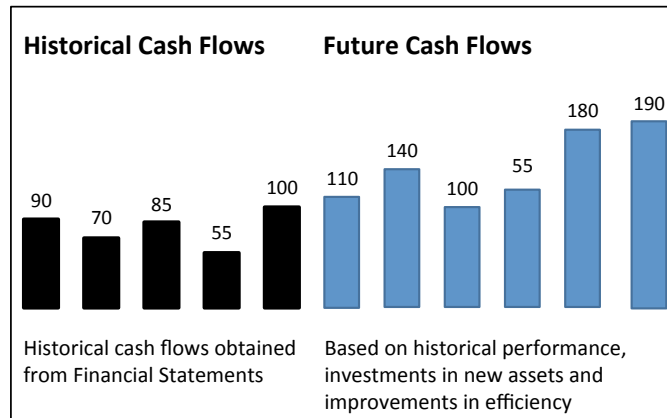 Historical Cash Flows
90
70
85
55
100
Historical cash flows obtained
from Financial Statements
Future Cash Flows
110
140
100
55
180
190
Based on historical performance,
investments in new assets and
improvements in efficiency